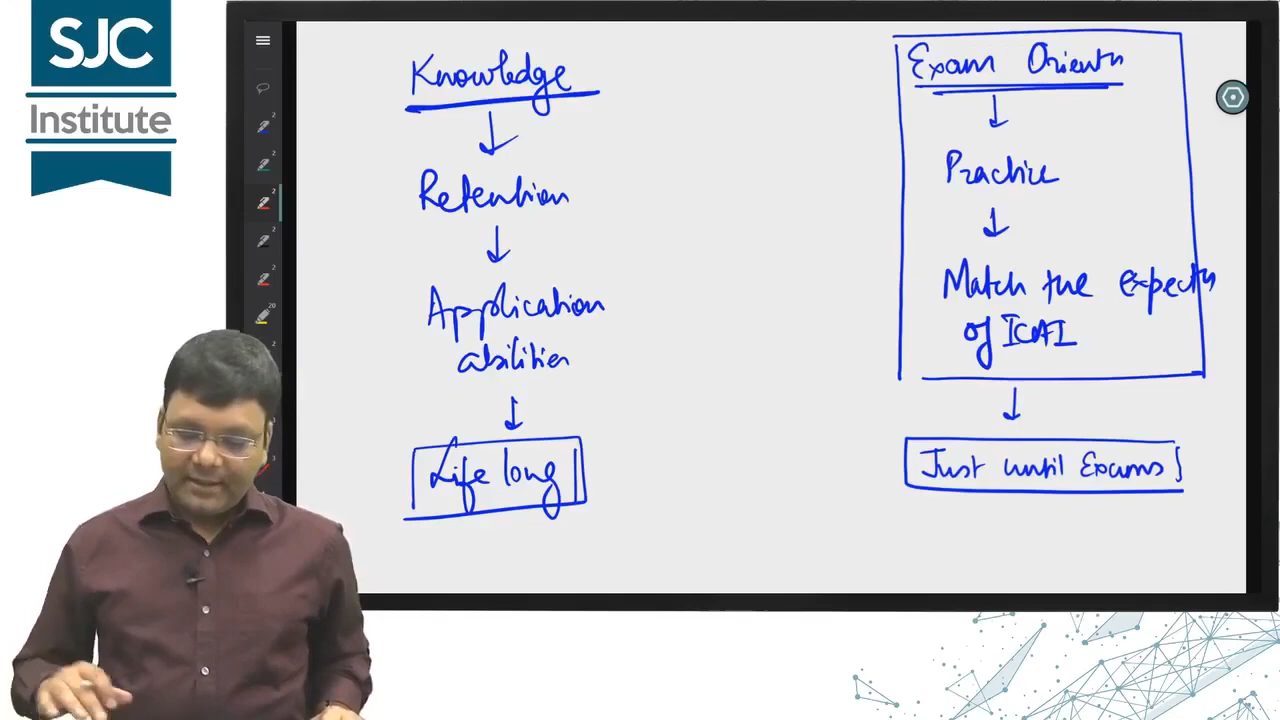 SJC
Institute
Knowledge
Retention
Application
abilities
Life long
Exam Orientn
Practice
Match the expectn
of ICAI
Just until Exams